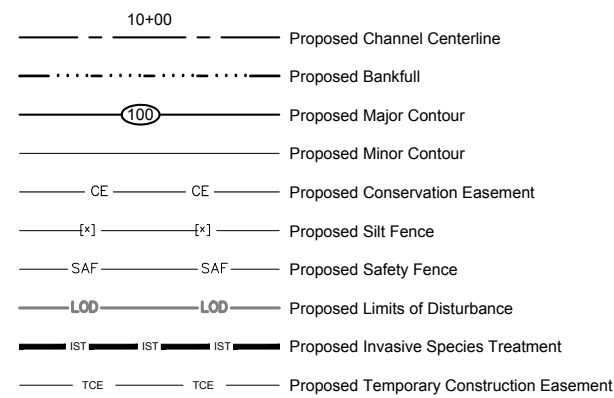 10+00
Proposed Channel Centerline
Proposed Bankfull
100 Proposed Major Contour
Proposed Minor Contour
CE CE Proposed Conservation Easement
[x] [x] Proposed Silt Fence
SAF SAF Proposed Safety Fence
LOD LOD Proposed Limits of Disturbance
IST IST IST Proposed Invasive Species Treatment
TCE TCE Proposed Temporary Construction Easement